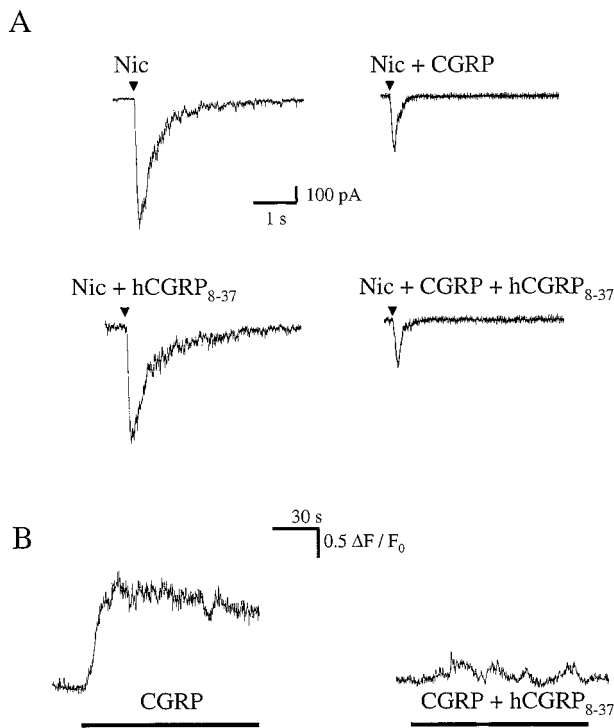 A
Nic
Nic + CGRP
100 pA
1 s
Nic + hCGRP8-37
Nic + CGRP + hCGRP8-37
B
30 s
0.5 ΔF / F0
CGRP
CGRP + hCGRP8-37